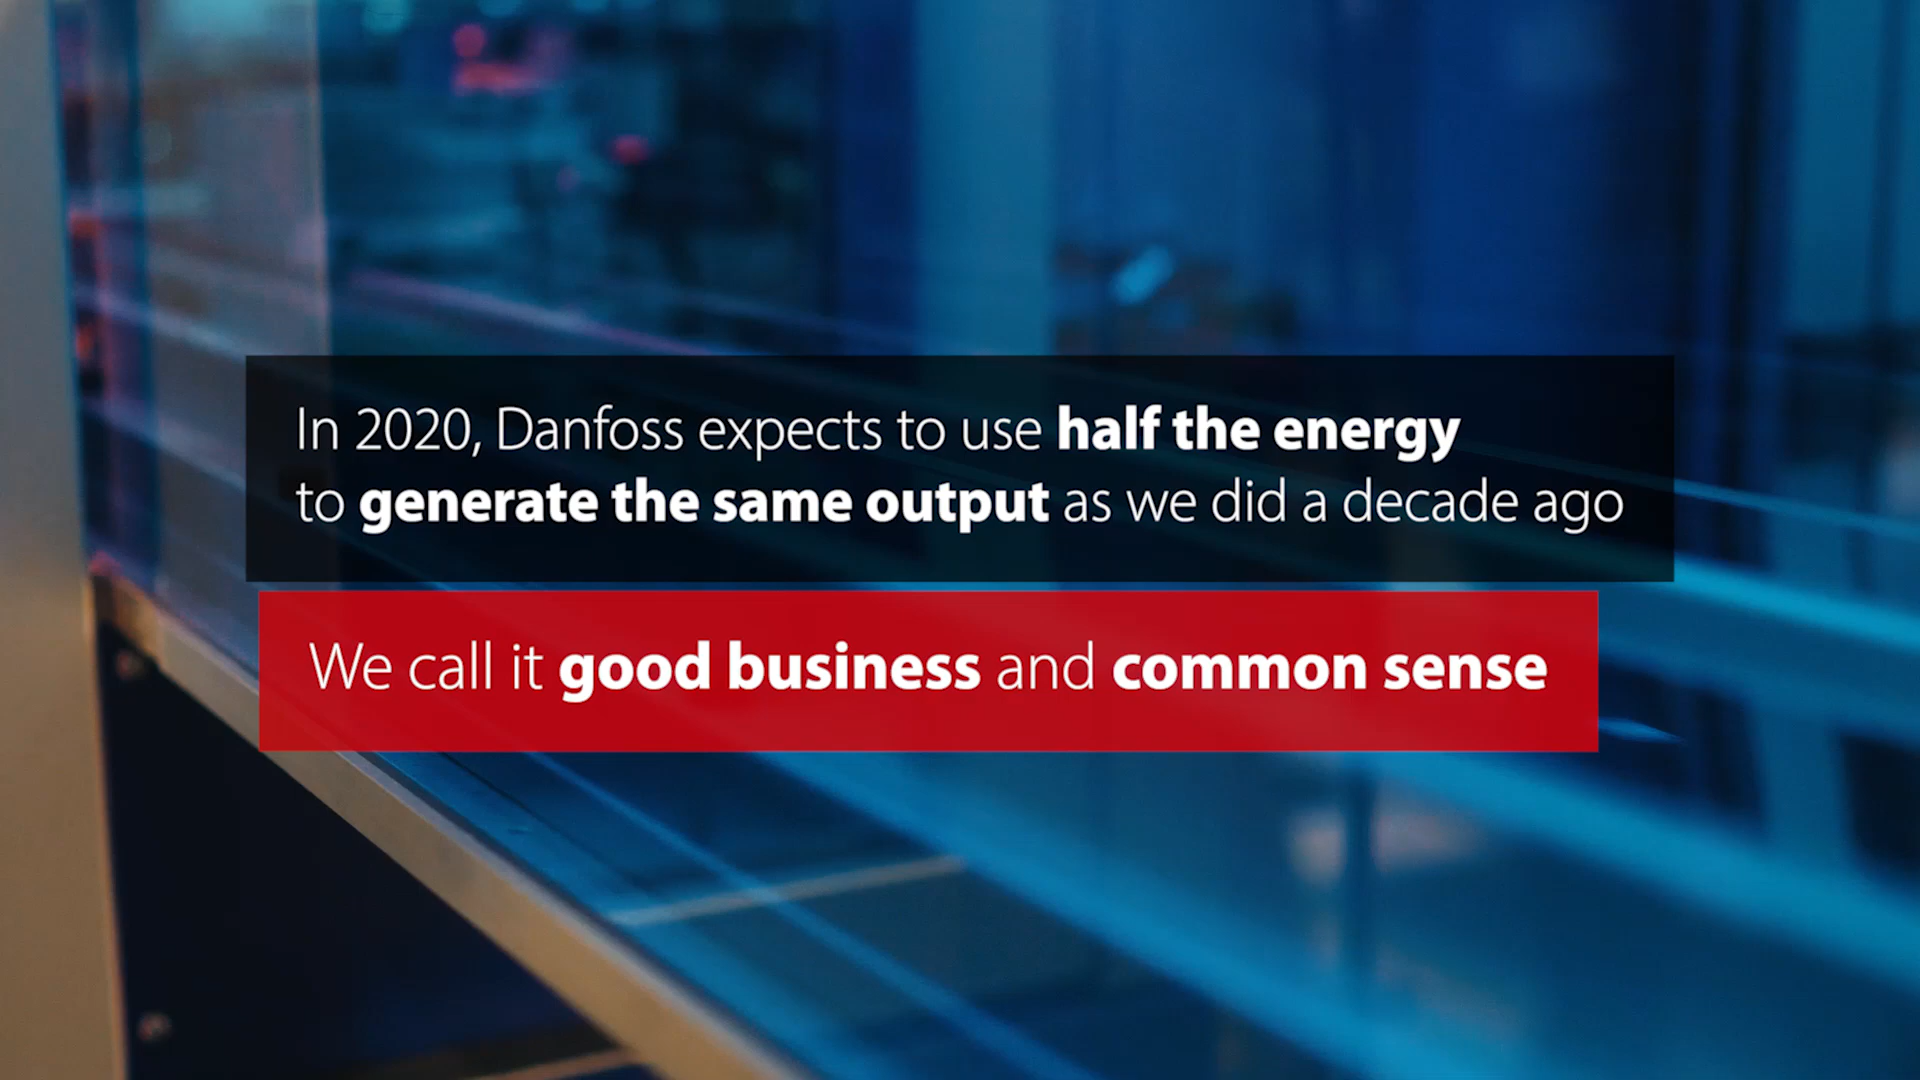 In 2020, Danfoss expects to use half the energy
to generate the same output as we did a decade ago
We call it good business and common sense